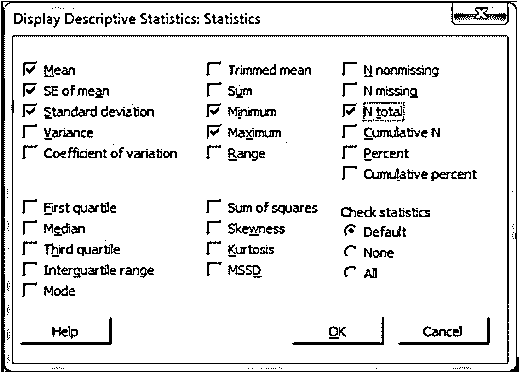 Display Descriptive Statistics: Statistics
Mean
SE of mean
Standard deviation
Variance
Coefficient of variation
Trimmed mean
Sum
Minimum
Maximum
Range
N nonmissing
N missing
N total
Cumulative N
Percent
Cumulative percent
First quartile
Median
Third quartile
Interquartile range
Mode
Sum of squares
Skewness
Kurtosis
MSSD
Check statistics
Default
None
All
Help
OK
Cancel